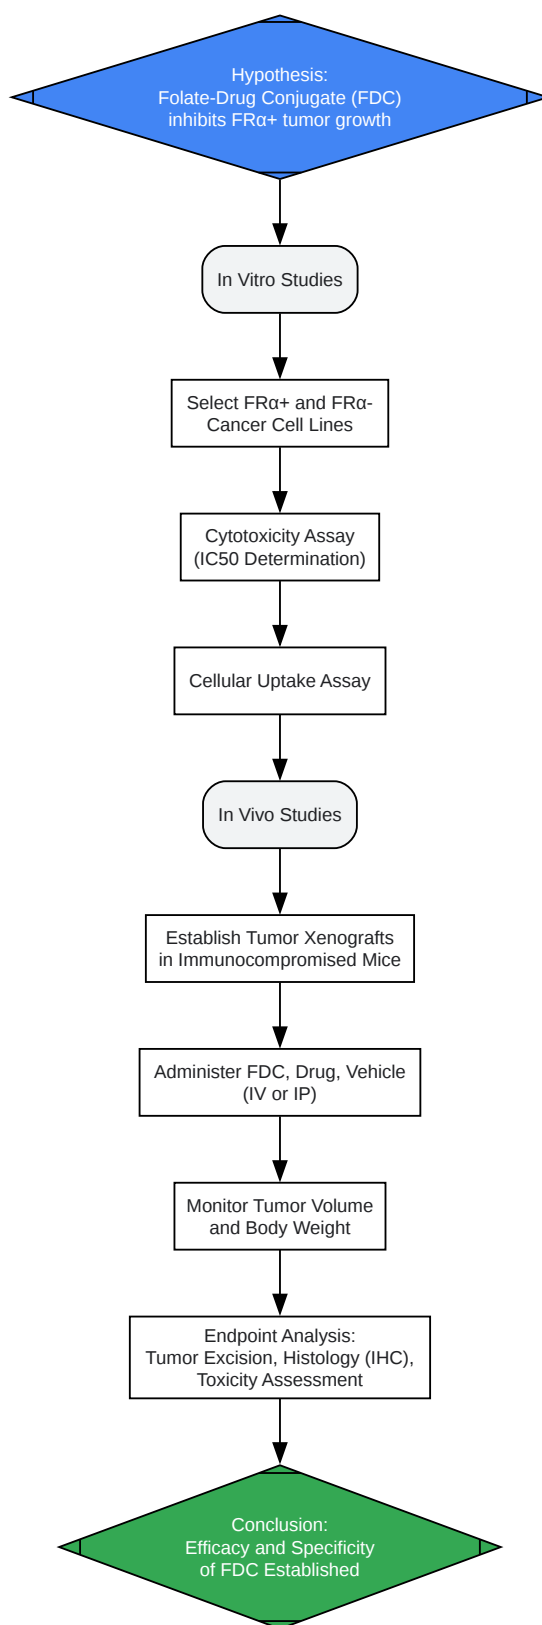 Hypothesis:
Folate-Drug Conjugate (FDC)
inhibits FRα+ tumor growth
In Vitro Studies
Select FRα+ and FRα-
Cancer Cell Lines
Cytotoxicity Assay
(IC50 Determination)
Cellular Uptake Assay
In Vivo Studies
Establish Tumor Xenografts
in Immunocompromised Mice
Administer FDC, Drug, Vehicle
(IV or IP)
Monitor Tumor Volume
and Body Weight
Endpoint Analysis:
Tumor Excision, Histology (IHC),
Toxicity Assessment
Conclusion:
Efficacy and Specificity
of FDC Established